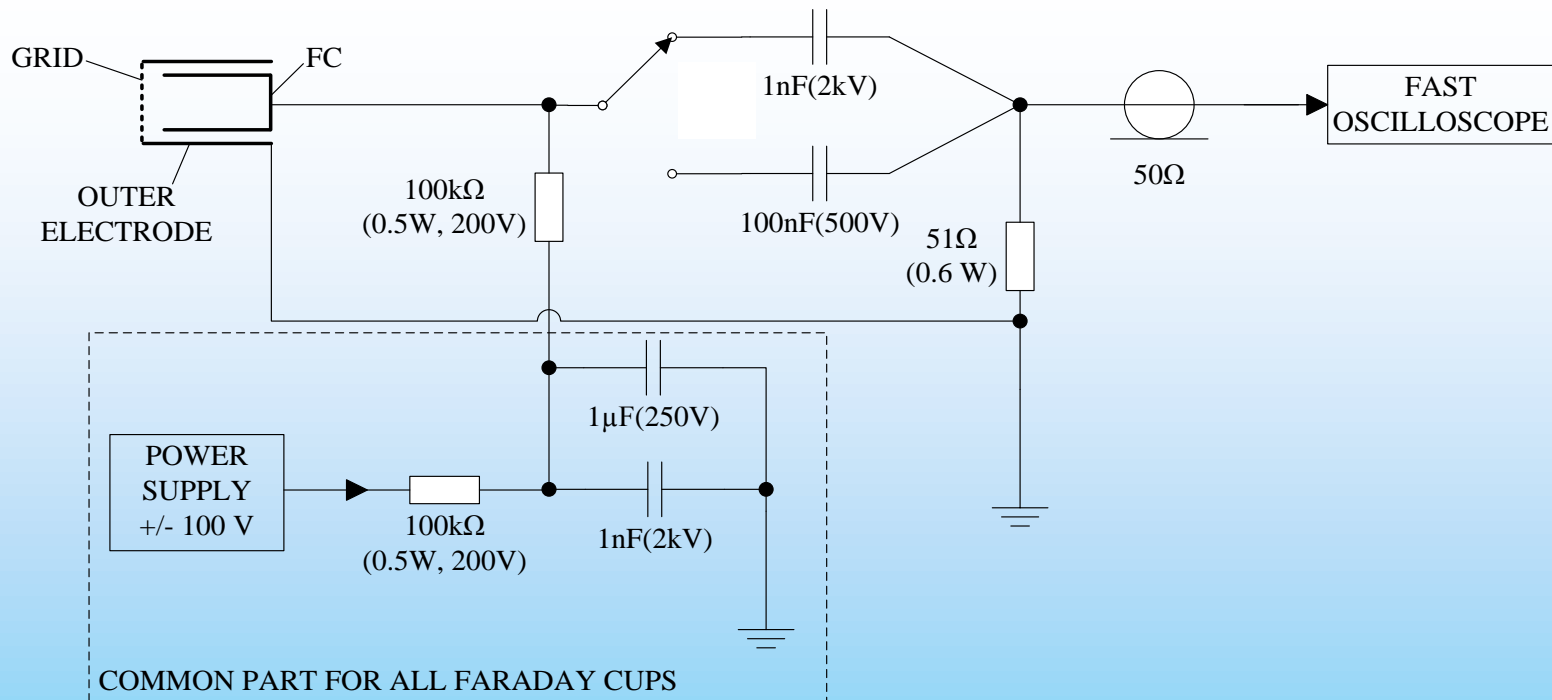 GRID
FC
OUTER
ELECTRODE
100kΩ
(0.5W, 200V)
1nF(2kV)
100nF(500V)
51Ω
(0.6 W)
50Ω
FAST
OSCILLOSCOPE
1µF(250V)
1nF(2kV)
POWER
SUPPLY
+/- 100 V
100kΩ
(0.5W, 200V)
COMMON PART FOR ALL FARADAY CUPS